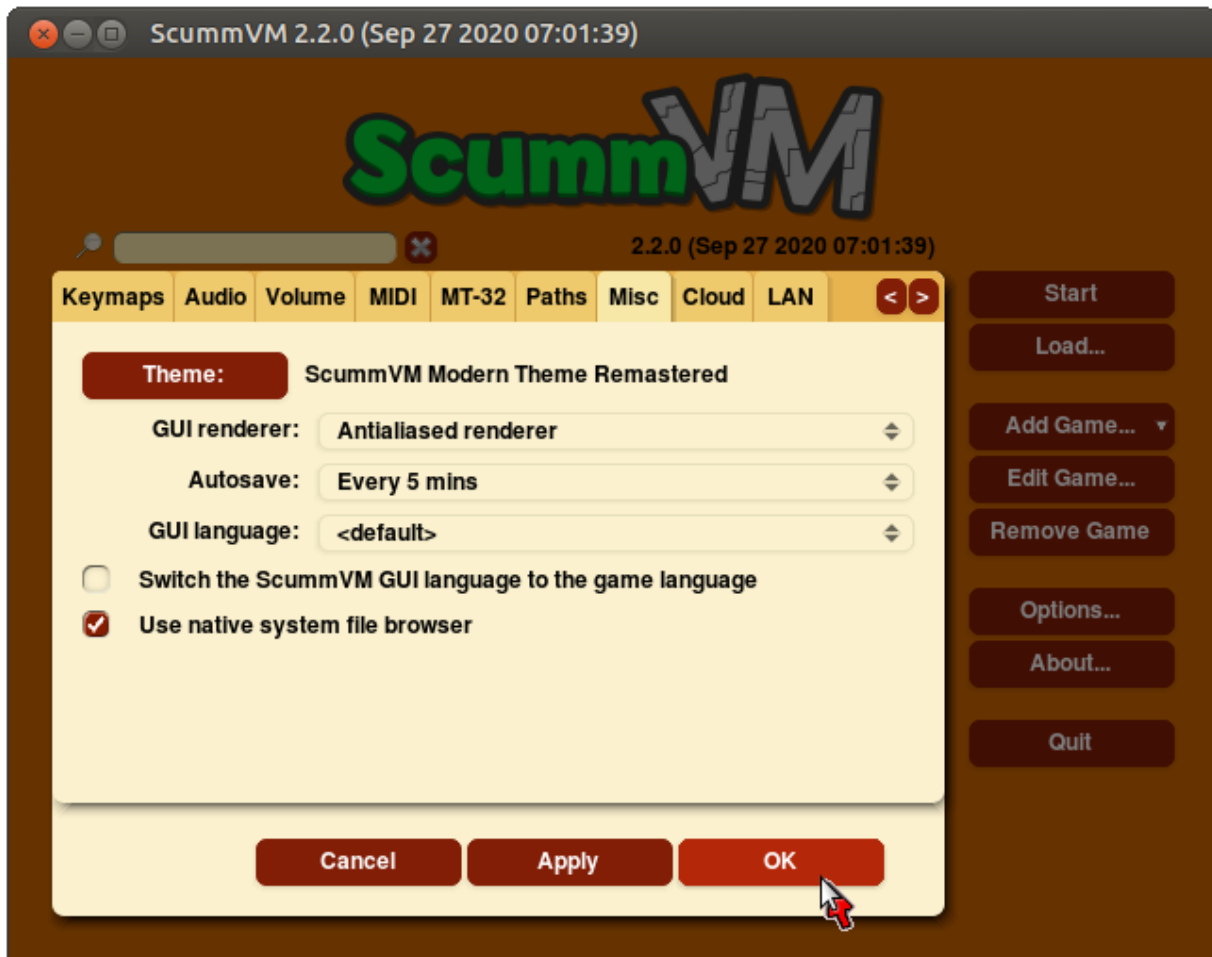 ScummVM 2.2.0 (Sep 27 2020 07:01:39)
ScummVM
2.2.0 (Sep 27 2020 07:01:39)
Keymaps Audio Volume MIDI MT-32 Paths Misc Cloud LAN < >
Theme: ScummVM Modern Theme Remastered
GUI renderer: Antialiased renderer
Autosave: Every 5 mins
GUI language: <default>
Switch the ScummVM GUI language to the game language
Use native system file browser
Cancel Apply OK
Start
Load...
Add Game...
Edit Game...
Remove Game
Options...
About...
Quit